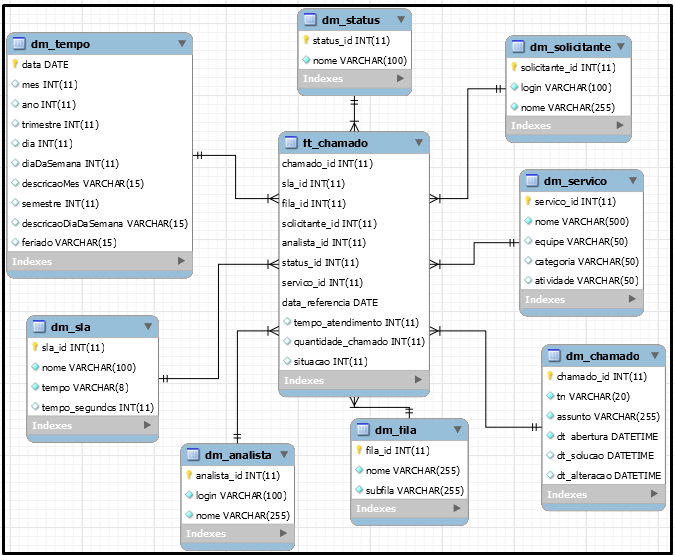 dm_status
status_id INT(11)
nome VARCHAR(100)
Indexes
dm_tempo
data DATE
mes INT(11)
ano INT(11)
trimestre INT(11)
dia INT(11)
diaDaSemana INT(11)
descricaoMes VARCHAR(15)
semestre INT(11)
descricaoDiaDaSemana VARCHAR(15)
feriado VARCHAR(15)
Indexes
dm_solicitante
solicitante_id INT(11)
login VARCHAR(100)
nome VARCHAR(255)
Indexes
ft_chamado
chamado_id INT(11)
sla_id INT(11)
fila_id INT(11)
solicitante_id INT(11)
analista_id INT(11)
status_id INT(11)
servico_id INT(11)
data_referencia DATE
tempo_atendimento INT(11)
quantidade_chamado INT(11)
situacao INT(11)
Indexes
dm_servico
servico_id INT(11)
nome VARCHAR(500)
equipe VARCHAR(50)
categoria VARCHAR(50)
atividade VARCHAR(50)
Indexes
dm_sla
sla_id INT(11)
nome VARCHAR(100)
tempo VARCHAR(8)
tempo_segundos INT(11)
Indexes
dm_chamado
chamado_id INT(11)
tn VARCHAR(20)
assunto VARCHAR(255)
dt_abertura DATETIME
dt_solucao DATETIME
dt_alteracao DATETIME
Indexes
dm_analista
analista_id INT(11)
login VARCHAR(100)
nome VARCHAR(255)
Indexes
dm_fila
fila_id INT(11)
nome VARCHAR(255)
subfila VARCHAR(255)
Indexes